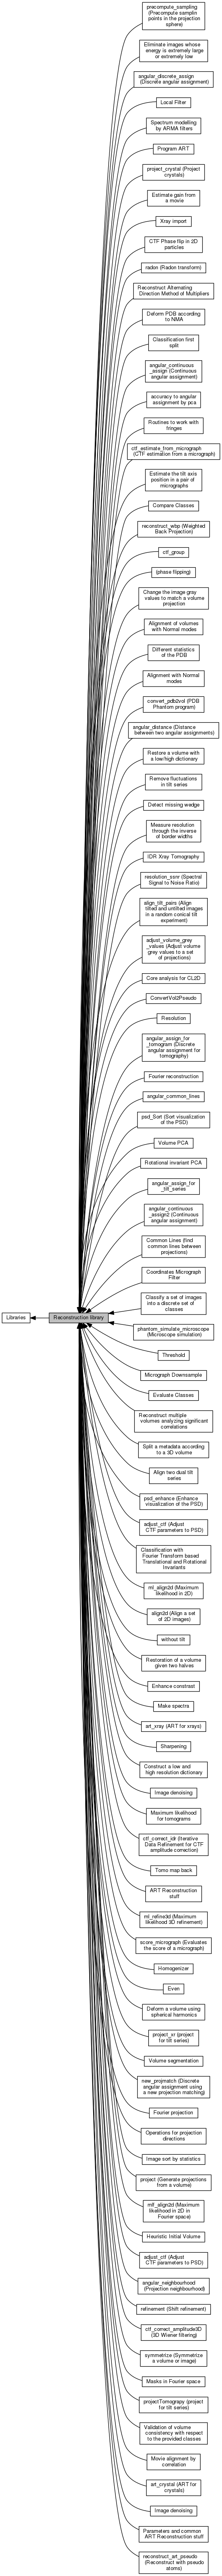 precompute_sampling
(Precompute samplin
points in the projection
sphere)
Eliminate images whose
energy is extremely large
or extremely low
angular_discrete_assign
(Discrete angular assignment)
Local Filter
Spectrum modelling
by ARMA filters
Program ART
project_crystal (Project
crystals)
Estimate gain from
a movie
Xray import
CTF Phase flip in 2D
particles
radon (Radon transform)
Reconstruct Alternating
Direction Method of Multipliers
Deform PDB according
to NMA
Classification first
split
angular_continuous
_assign (Continuous
angular assignment)
accuracy to angular
assignment by pca
Routines to work with
fringes
ctf_estimate_from_micrograph
(CTF estimation from a micrograph)
Estimate the tilt axis
position in a pair of
micrographs
Compare Classes
reconstruct_wbp (Weighted
Back Projection)
ctf_group
(phase flipping)
Change the image gray
values to match a volume
projection
Alignment of volumes
with Normal modes
Different statistics
of the PDB
Alignment with Normal
modes
convert_pdb2vol (PDB
Phantom program)
angular_distance (Distance
between two angular assignments)
Restore a volume with
a low/high dictionary
Remove fluctuations
in tilt series
Detect missing wedge
Measure resolution
through the inverse
of border widths
IDR Xray Tomography
resolution_ssnr (Spectral
Signal to Noise Ratio)
align_tilt_pairs (Align
tilted and untilted images
in a random conical tilt
experiment)
adjust_volume_grey
_values (Adjust volume
grey values to a set
of projections)
Core analysis for CL2D
ConvertVol2Pseudo
Resolution
angular_assign_for
_tomogram (Discrete
angular assignment for
tomography)
Fourier reconstruction
angular_common_lines
psd_Sort (Sort visualization
of the PSD)
Volume PCA
Rotational invariant PCA
angular_assign_for
_tilt_series
angular_continuous
_assign2 (Continuous
angular assignment)
Common Lines (find
common lines between
projections)
Coordinates Micrograph
Filter
Classify a set of images
into a discrete set of
classes
Libraries
Reconstruction library
phantom_simulate_microscope
(Microscope simulation)
Threshold
Micrograph Downsample
Evaluate Classes
Reconstruct multiple
volumes analyzing significant
correlations
Split a metadata according
to a 3D volume
Align two dual tilt
series
psd_enhance (Enhance
visualization of the PSD)
adjust_ctf (Adjust
CTF parameters to PSD)
Classification with
Fourier Transform based
Translational and Rotational
Invariants
ml_align2d (Maximum
likelihood in 2D)
align2d (Align a set
of 2D images)
without tilt
Restoration of a volume
given two halves
Enhance constrast
Make spectra
art_xray (ART for xrays)
Sharpening
Construct a low and
high resolution dictionary
Image denoising
Maximum likelihood
for tomograms
ctf_correct_idr (Iterative
Data Refinement for CTF
amplitude correction)
Tomo map back
ART Reconstruction
stuff
ml_refine3d (Maximum
likelihood 3D refinement)
score_micrograph (Evaluates
the score of a micrograph)
Homogenizer
Even
Deform a volume using
spherical harmonics
project_xr (project
for tilt series)
Volume segmentation
new_projmatch (Discrete
angular assignment using
a new projection matching)
Fourier projection
Operations for projection
directions
Image sort by statistics
project (Generate projections
from a volume)
mlf_align2d (Maximum
likelihood in 2D in
Fourier space)
Heuristic Initial Volume
adjust_ctf (Adjust
CTF parameters to PSD)
angular_neighbourhood
(Projection neighbourhood)
refinement (Shift refinement)
ctf_correct_amplitude3D
(3D Wiener filtering)
symmetrize (Symmetrize
a volume or image)
Masks in Fourier space
projectTomograpy (project
for tilt series)
Validation of volume
consistency with respect
to the provided classes
Movie alignment by
correlation
art_crystal (ART for
crystals)
Image denoising
Parameters and common
ART Reconstruction stuff
reconstruct_art_pseudo
(Reconstruct with pseudo
atoms)